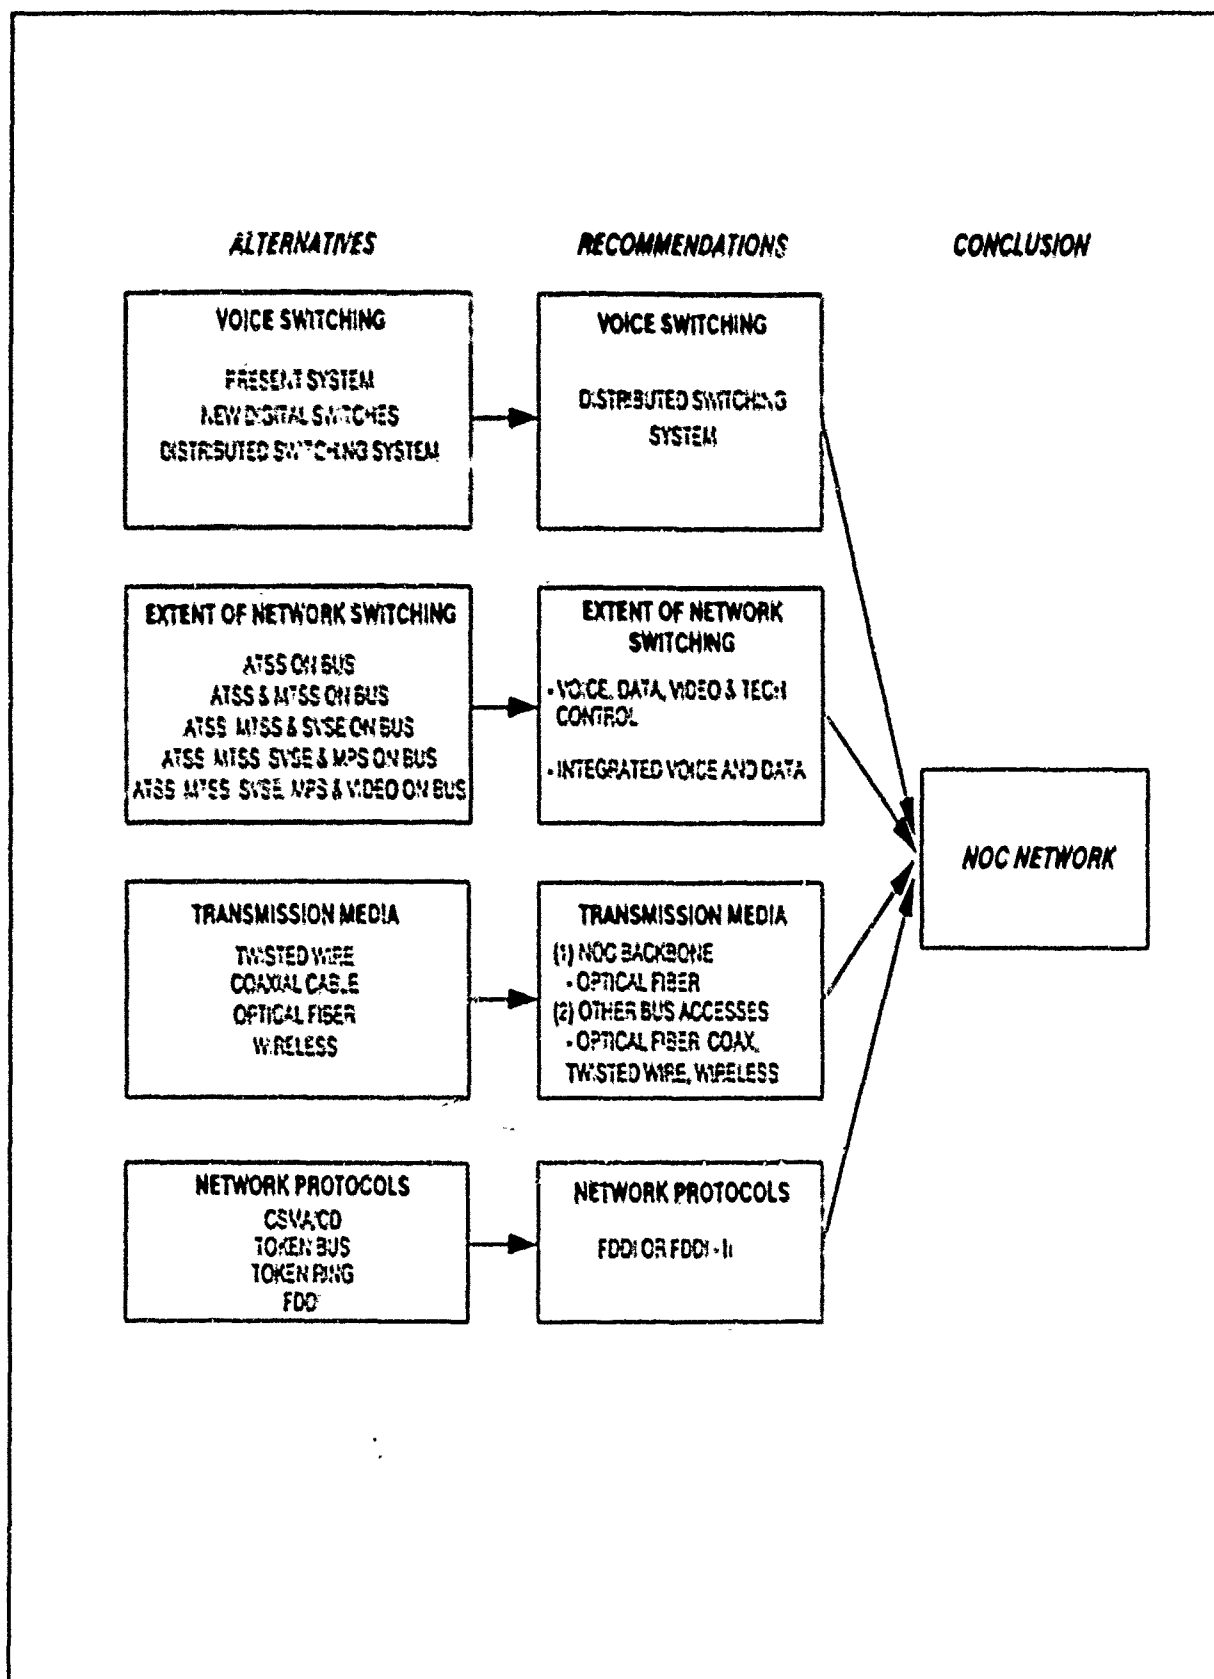 ALTERNATIVES
RECOMMENDATIONS
CONCLUSION
VOICE SWITCHING
PRESENT SYSTEM
NEW DIGITAL SWITCHES
DISTRIBUTED SWITCHING SYSTEM
VOICE SWITCHING
DISTRIBUTED SWITCHING
SYSTEM
EXTENT OF NETWORK SWITCHING
ATSS ON BUS
ATSS & MTSS ON BUS
ATSS MTSS & SVSE ON BUS
ATSS MTSS SVSE & MPS ON BUS
ATSS MTSS SVSE, MPS & VIDEO ON BUS
EXTENT OF NETWORK
SWITCHING
- VOICE, DATA, VIDEO & TECH
CONTROL
- INTEGRATED VOICE AND DATA
NOC NETWORK
TRANSMISSION MEDIA
TWISTED WIRE
COAXIAL CABLE
OPTICAL FIBER
WIRELESS
TRANSMISSION MEDIA
(1) NOC BACKBONE
- OPTICAL FIBER
(2) OTHER BUS ACCESSES
- OPTICAL FIBER COAX,
TWISTED WIRE, WIRELESS
NETWORK PROTOCOLS
CSMA/CD
TOKEN BUS
TOKEN RING
FDDI
NETWORK PROTOCOLS
FDDI OR FDDI - II